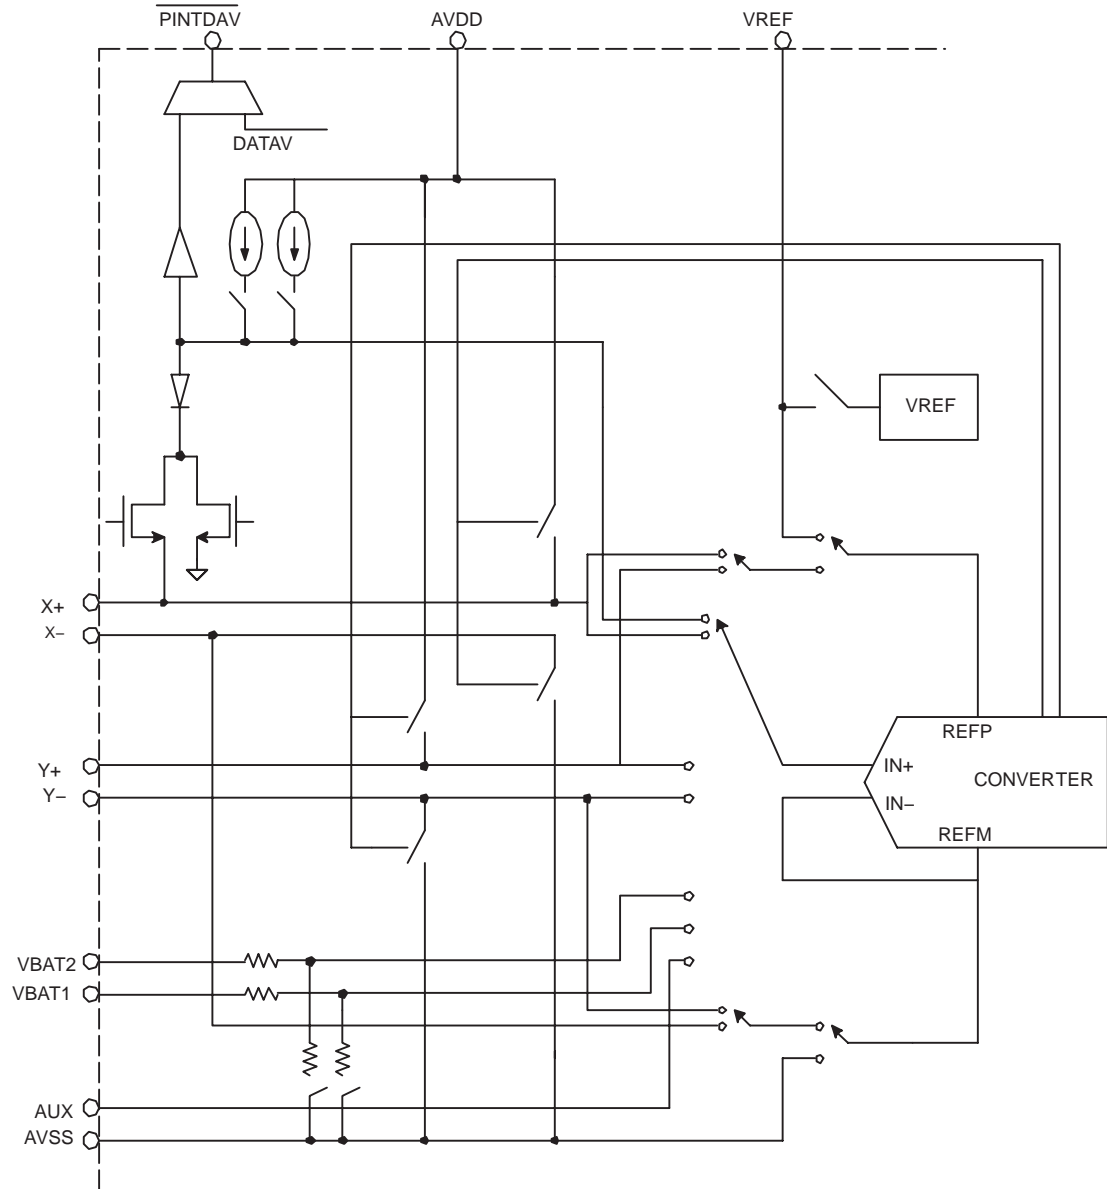 PINTDAV
AVDD
VREF
DATAV
VREF
X+
X–
REFP
Y+
IN+
CONVERTER
Y–
IN–
REFM
VBAT2
VBAT1
AUX
AVSS